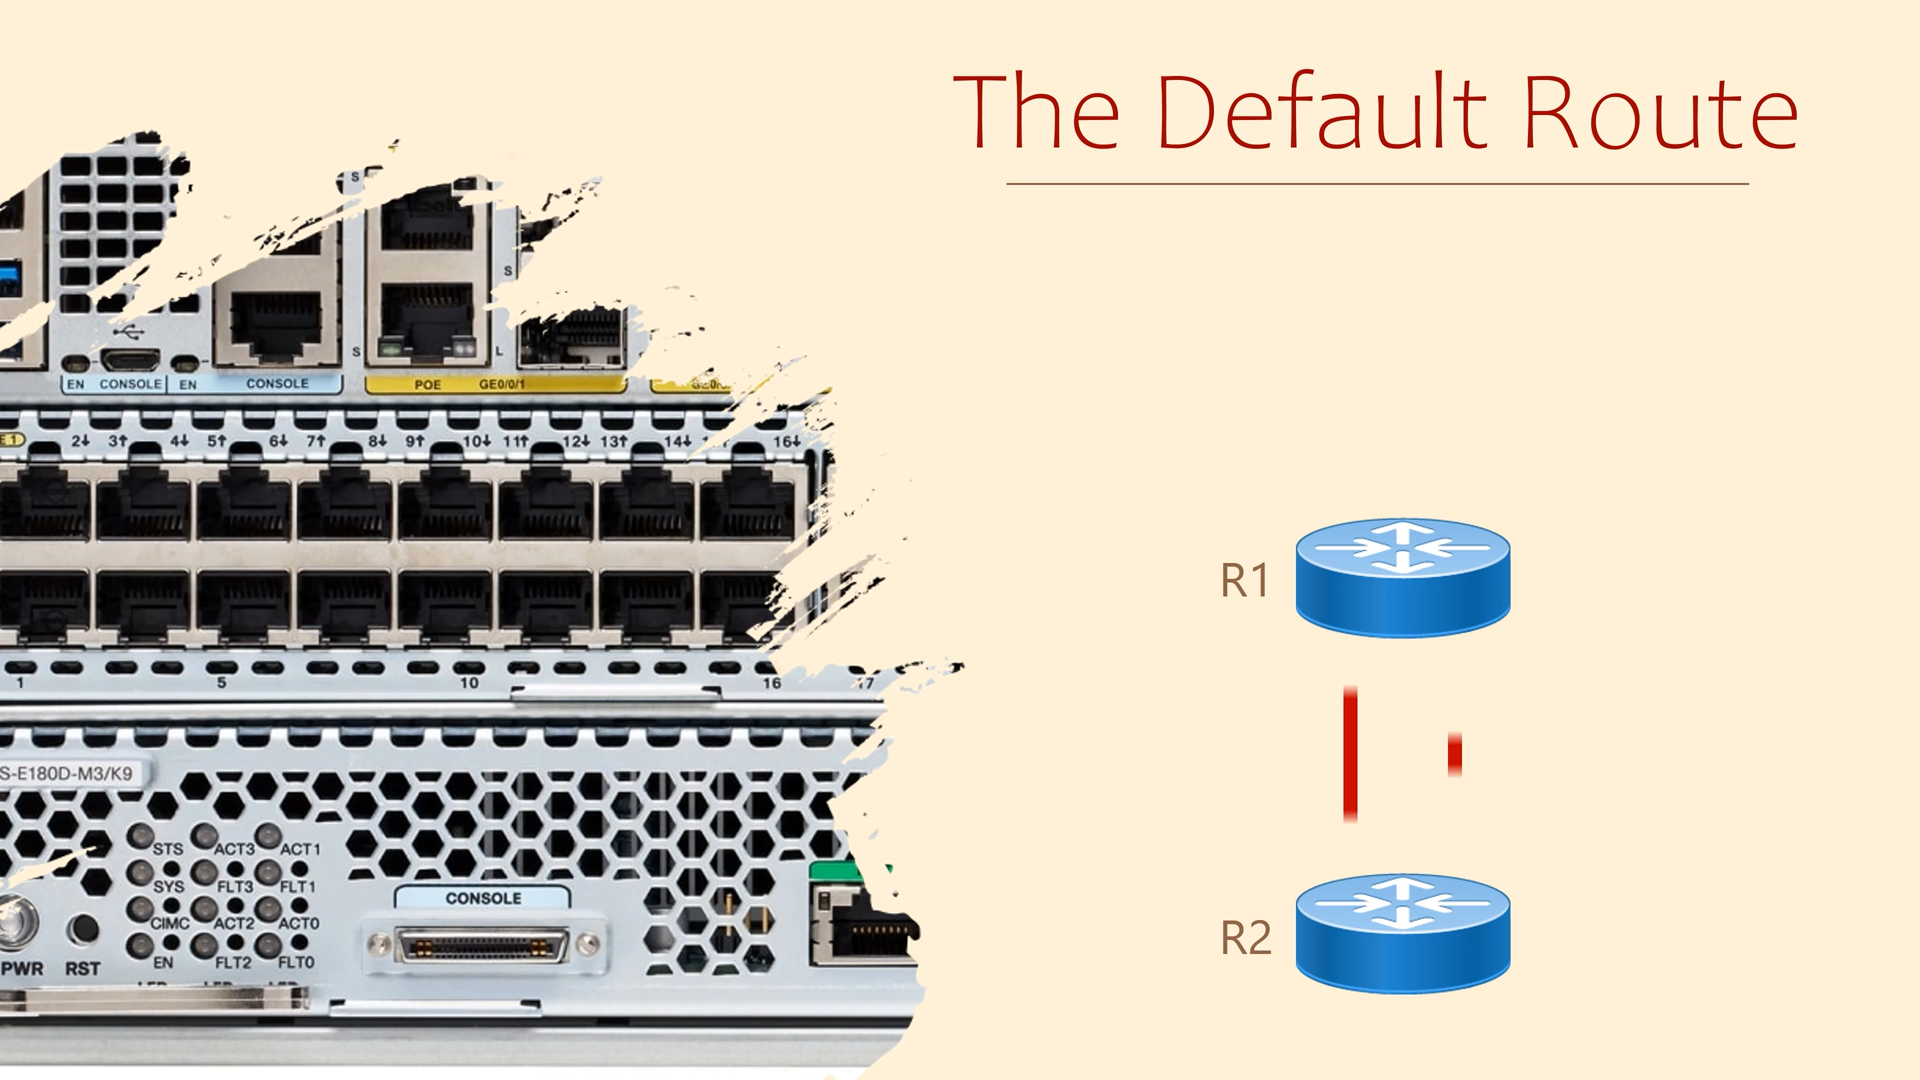 The Default Route
S
S
S
L
EN CONSOLE EN
CONSOLE
POE GE0/0/1
2 3 4 5 6 7 8 9 10 11 12 13 14 16
1 5 10 16 17
R1
S-E180D-M3/K9
STS ACT3 ACT1
SYS FLT3 FLT1
CIMC ACT2 ACT0
EN FLT2 FLT0
CONSOLE
PWR RST
R2